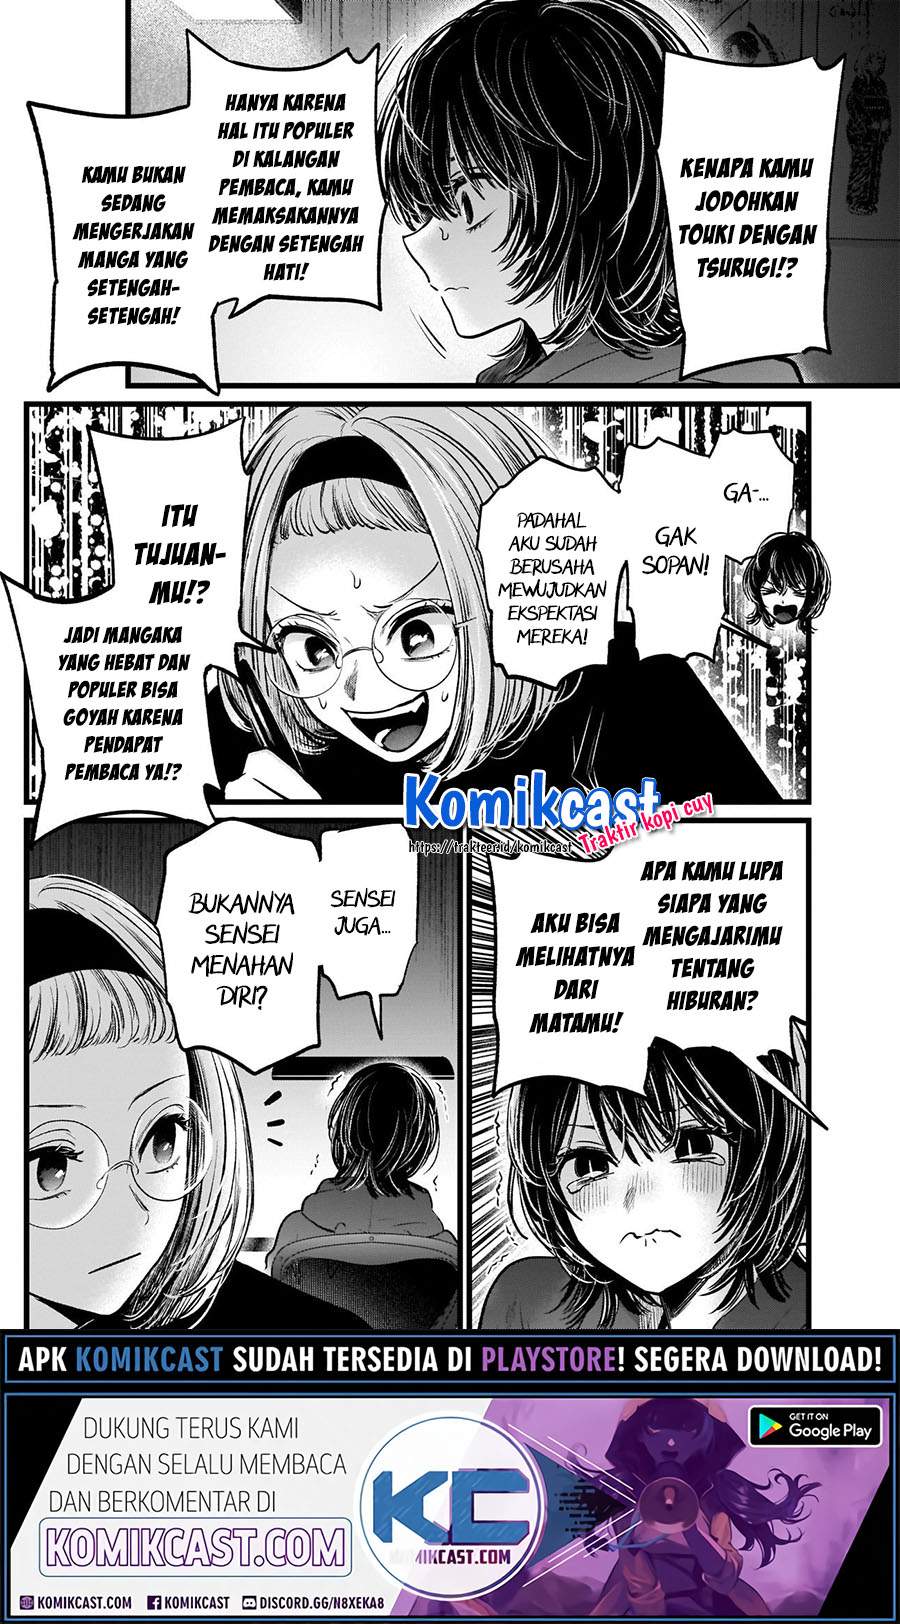 KENAPA KAMU
JODOHKAN
TOUKI DENGAN
TSURUGI!?
HANYA KARENA
HAL ITU POPULER
DI KALANGAN
PEMBACA, KAMU
MEMAKSAKANNYA
DENGAN SETENGAH
HATI!
KAMU BUKAN
SEDANG
MENGERJAKAN
MANGA YANG
SETENGAH-
SETENGAH!
GA-...
GAK
SOPAN!
PADAHAL
AKU SUDAH
BERUSAHA
MEWUJUDKAN
EKSPEKTASI
MEREKA!
ITU
TUJUAN-
MU!?
JADI MANGAKA
YANG HEBAT DAN
POPULER BISA
GOYAH KARENA
PENDAPAT
PEMBACA YA!?
Komikcast
Traktir kopi cuy
https://trakteer.id/komikcast
APA KAMU LUPA
SIAPA YANG
MENGAJARIMU
TENTANG
HIBURAN?
AKU BISA
MELIHATNYA
DARI
MATAMU!
SENSEI
JUGA...
BUKANNYA
SENSEI
MENAHAN
DIRI?
APK KOMIKCAST SUDAH TERSEDIA DI PLAYSTORE! SEGERA DOWNLOAD!
DUKUNG TERUS KAMI
DENGAN SELALU MEMBACA
DAN BERKOMENTAR DI
KOMIKCAST.COM
KOMIKCAST.COM
KOMIKCAST
DISCORD.GG/N8XEKA8
KC
KOMIKCAST.COM
GET IT ON
Google Play